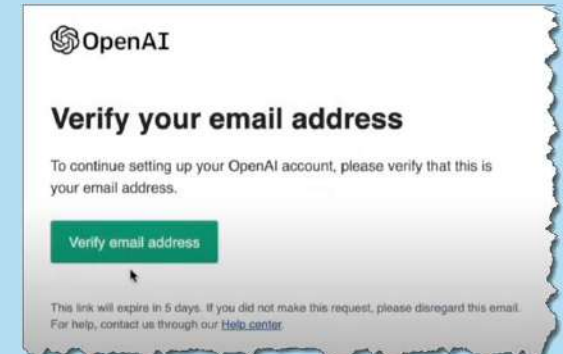 OpenAI
Verify your email address
To continue setting up your OpenAI account, please verify that this is
your email address.
Verify email address
This link will expire in 5 days. If you did not make this request, please disregard this email.
For help, contact us through our Help center.